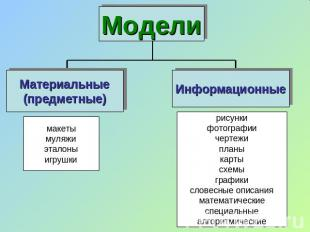 Модели
Материальные
(предметные)
Информационные
макеты
муляжи
эталоны
игрушки
рисунки
фотографии
чертежи
планы
карты
схемы
графики
словесные описания
математические
специальные
алгоритмические